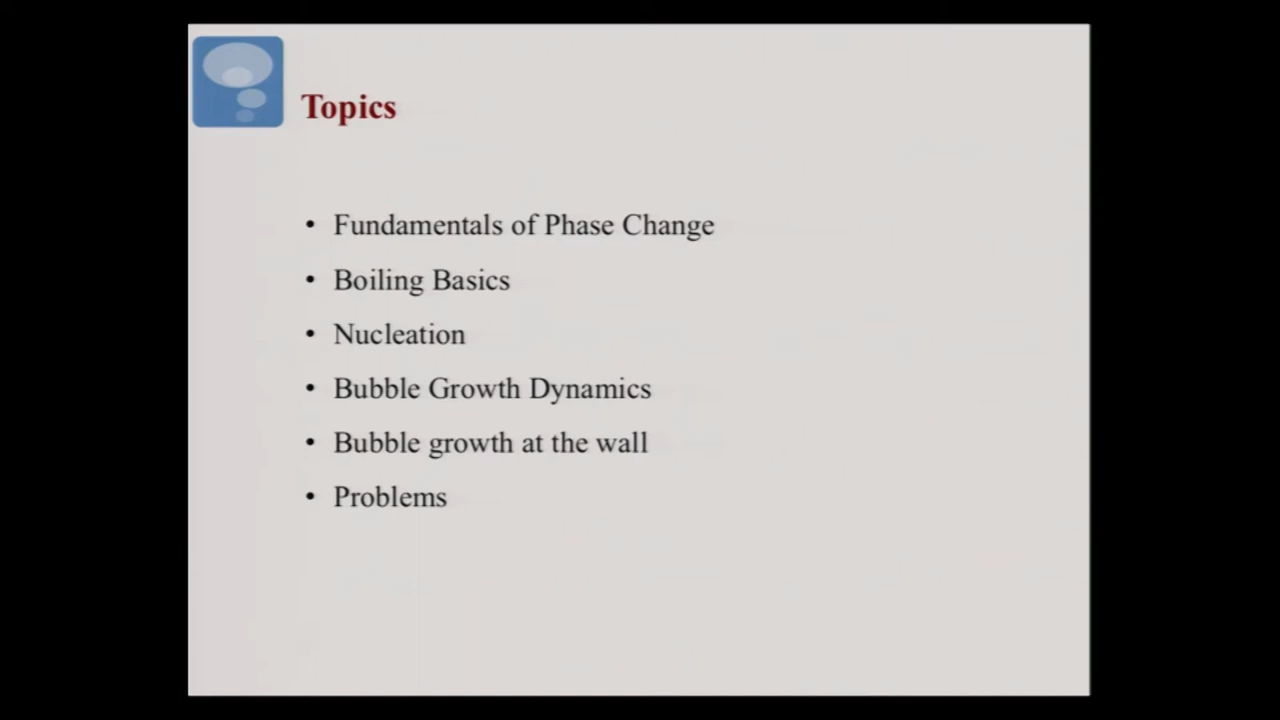 Topics
• Fundamentals of Phase Change
• Boiling Basics
• Nucleation
• Bubble Growth Dynamics
• Bubble growth at the wall
• Problems